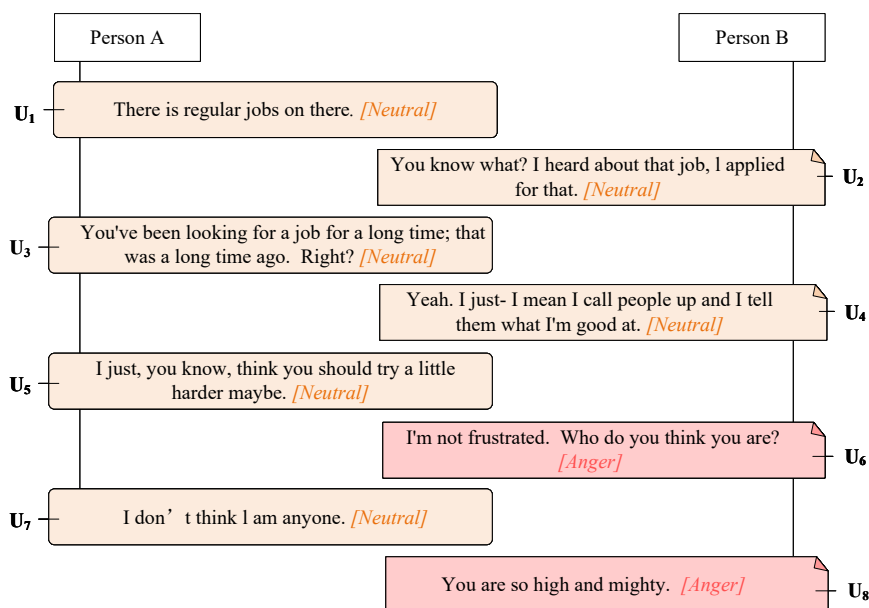 Person A
Person B
U1
There is regular jobs on there. [Neutral]
You know what? I heard about that job, l applied
for that. [Neutral]
U2
U3
You've been looking for a job for a long time; that
was a long time ago. Right? [Neutral]
Yeah. I just- I mean I call people up and I tell
them what I'm good at. [Neutral]
U4
U5
I just, you know, think you should try a little
harder maybe. [Neutral]
I'm not frustrated. Who do you think you are?
[Anger]
U6
U7
I don’t think l am anyone. [Neutral]
You are so high and mighty. [Anger]
U8